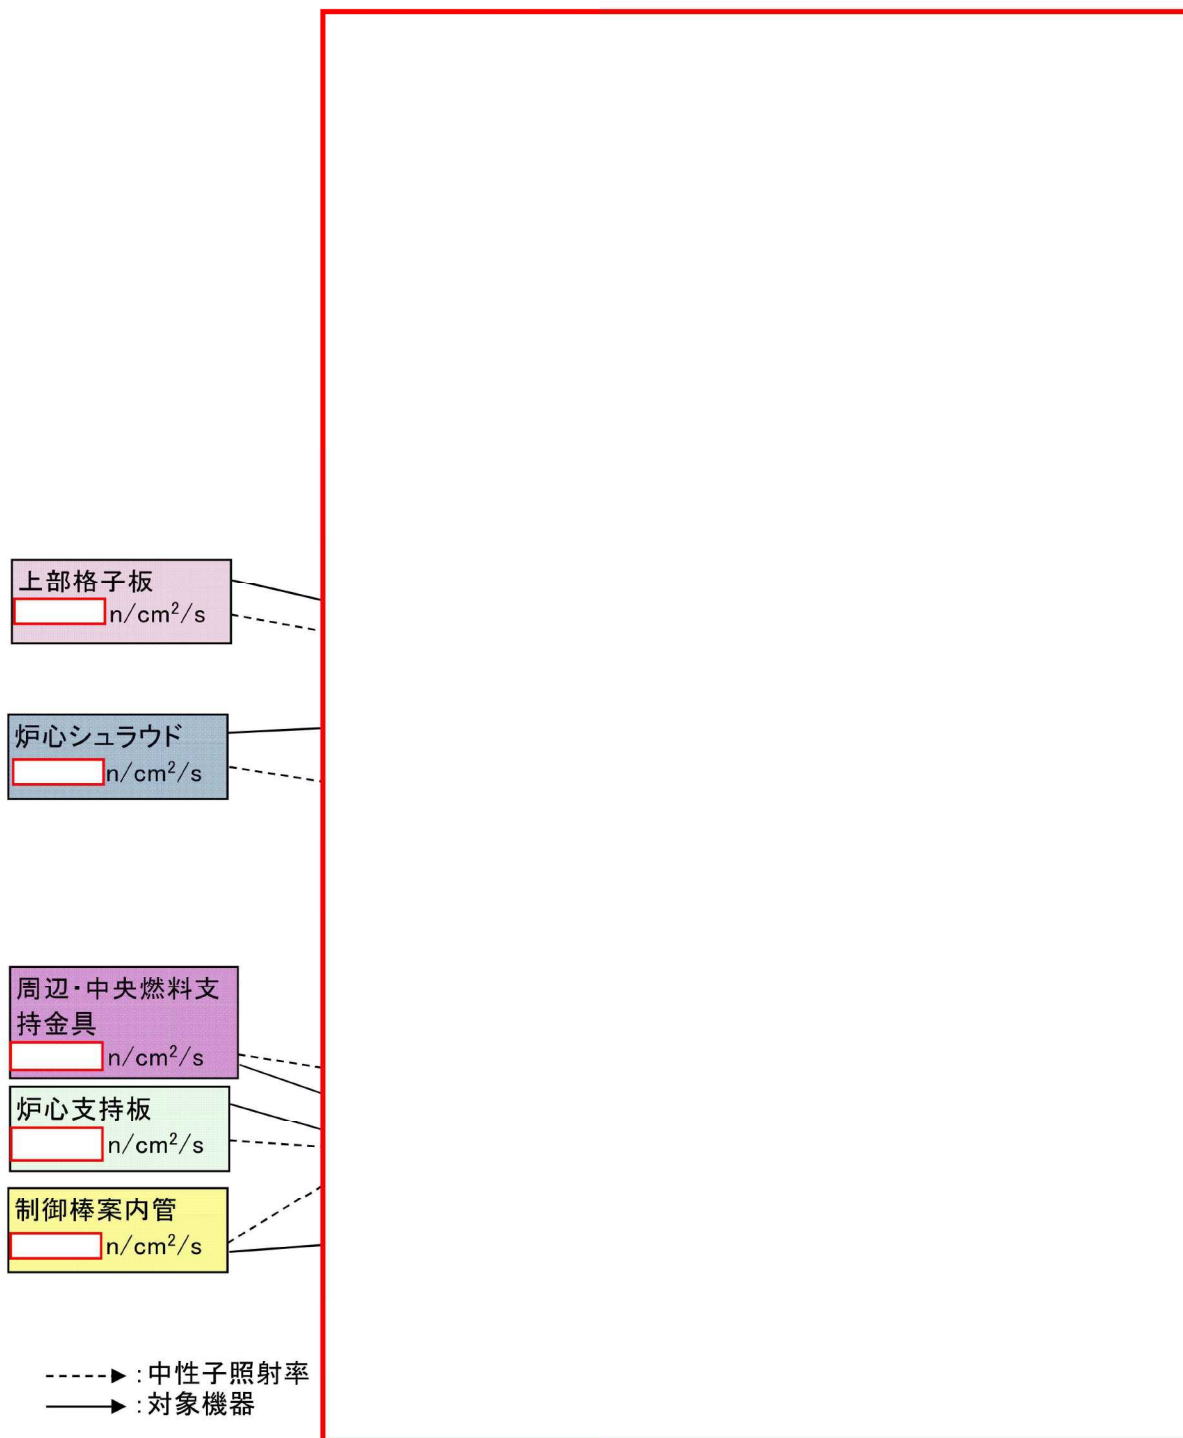 上部格子板
n/cm²/s
炉心シュラウド
n/cm²/s
周辺・中央燃料支
持金具
n/cm²/s
炉心支持板
n/cm²/s
制御棒案内管
n/cm²/s
:中性子照射率
:対象機器